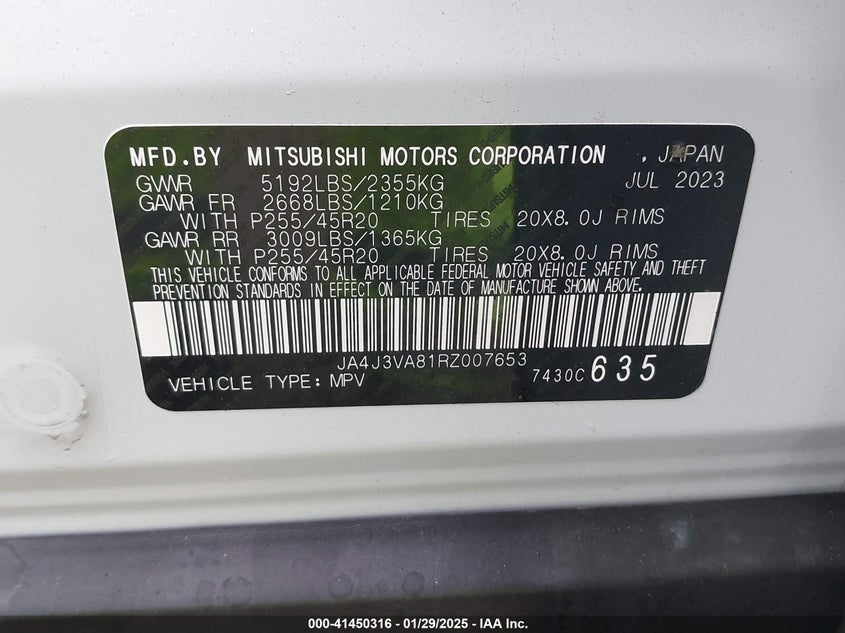 MFD.BY MITSUBISHI MOTORS CORPORATION , JAPAN
GVWR 5192LBS/2355KG JUL 2023
GAWR FR 2668LBS/1210KG
WITH P255/45R20 TIRES 20X8.0J RIMS
GAWR RR 3009LBS/1365KG
WITH P255/45R20 TIRES 20X8.0J RIMS
THIS VEHICLE CONFORMS TO ALL APPLICABLE FEDERAL MOTOR VEHICLE SAFETY AND THEFT
PREVENTION STANDARDS IN EFFECT ON THE DATE OF MANUFACTURE SHOWN ABOVE.
JA4J3VA81RZ007653
VEHICLE TYPE: MPV 7430C 635
000-41450316 - 01/29/2025 - IAA Inc.